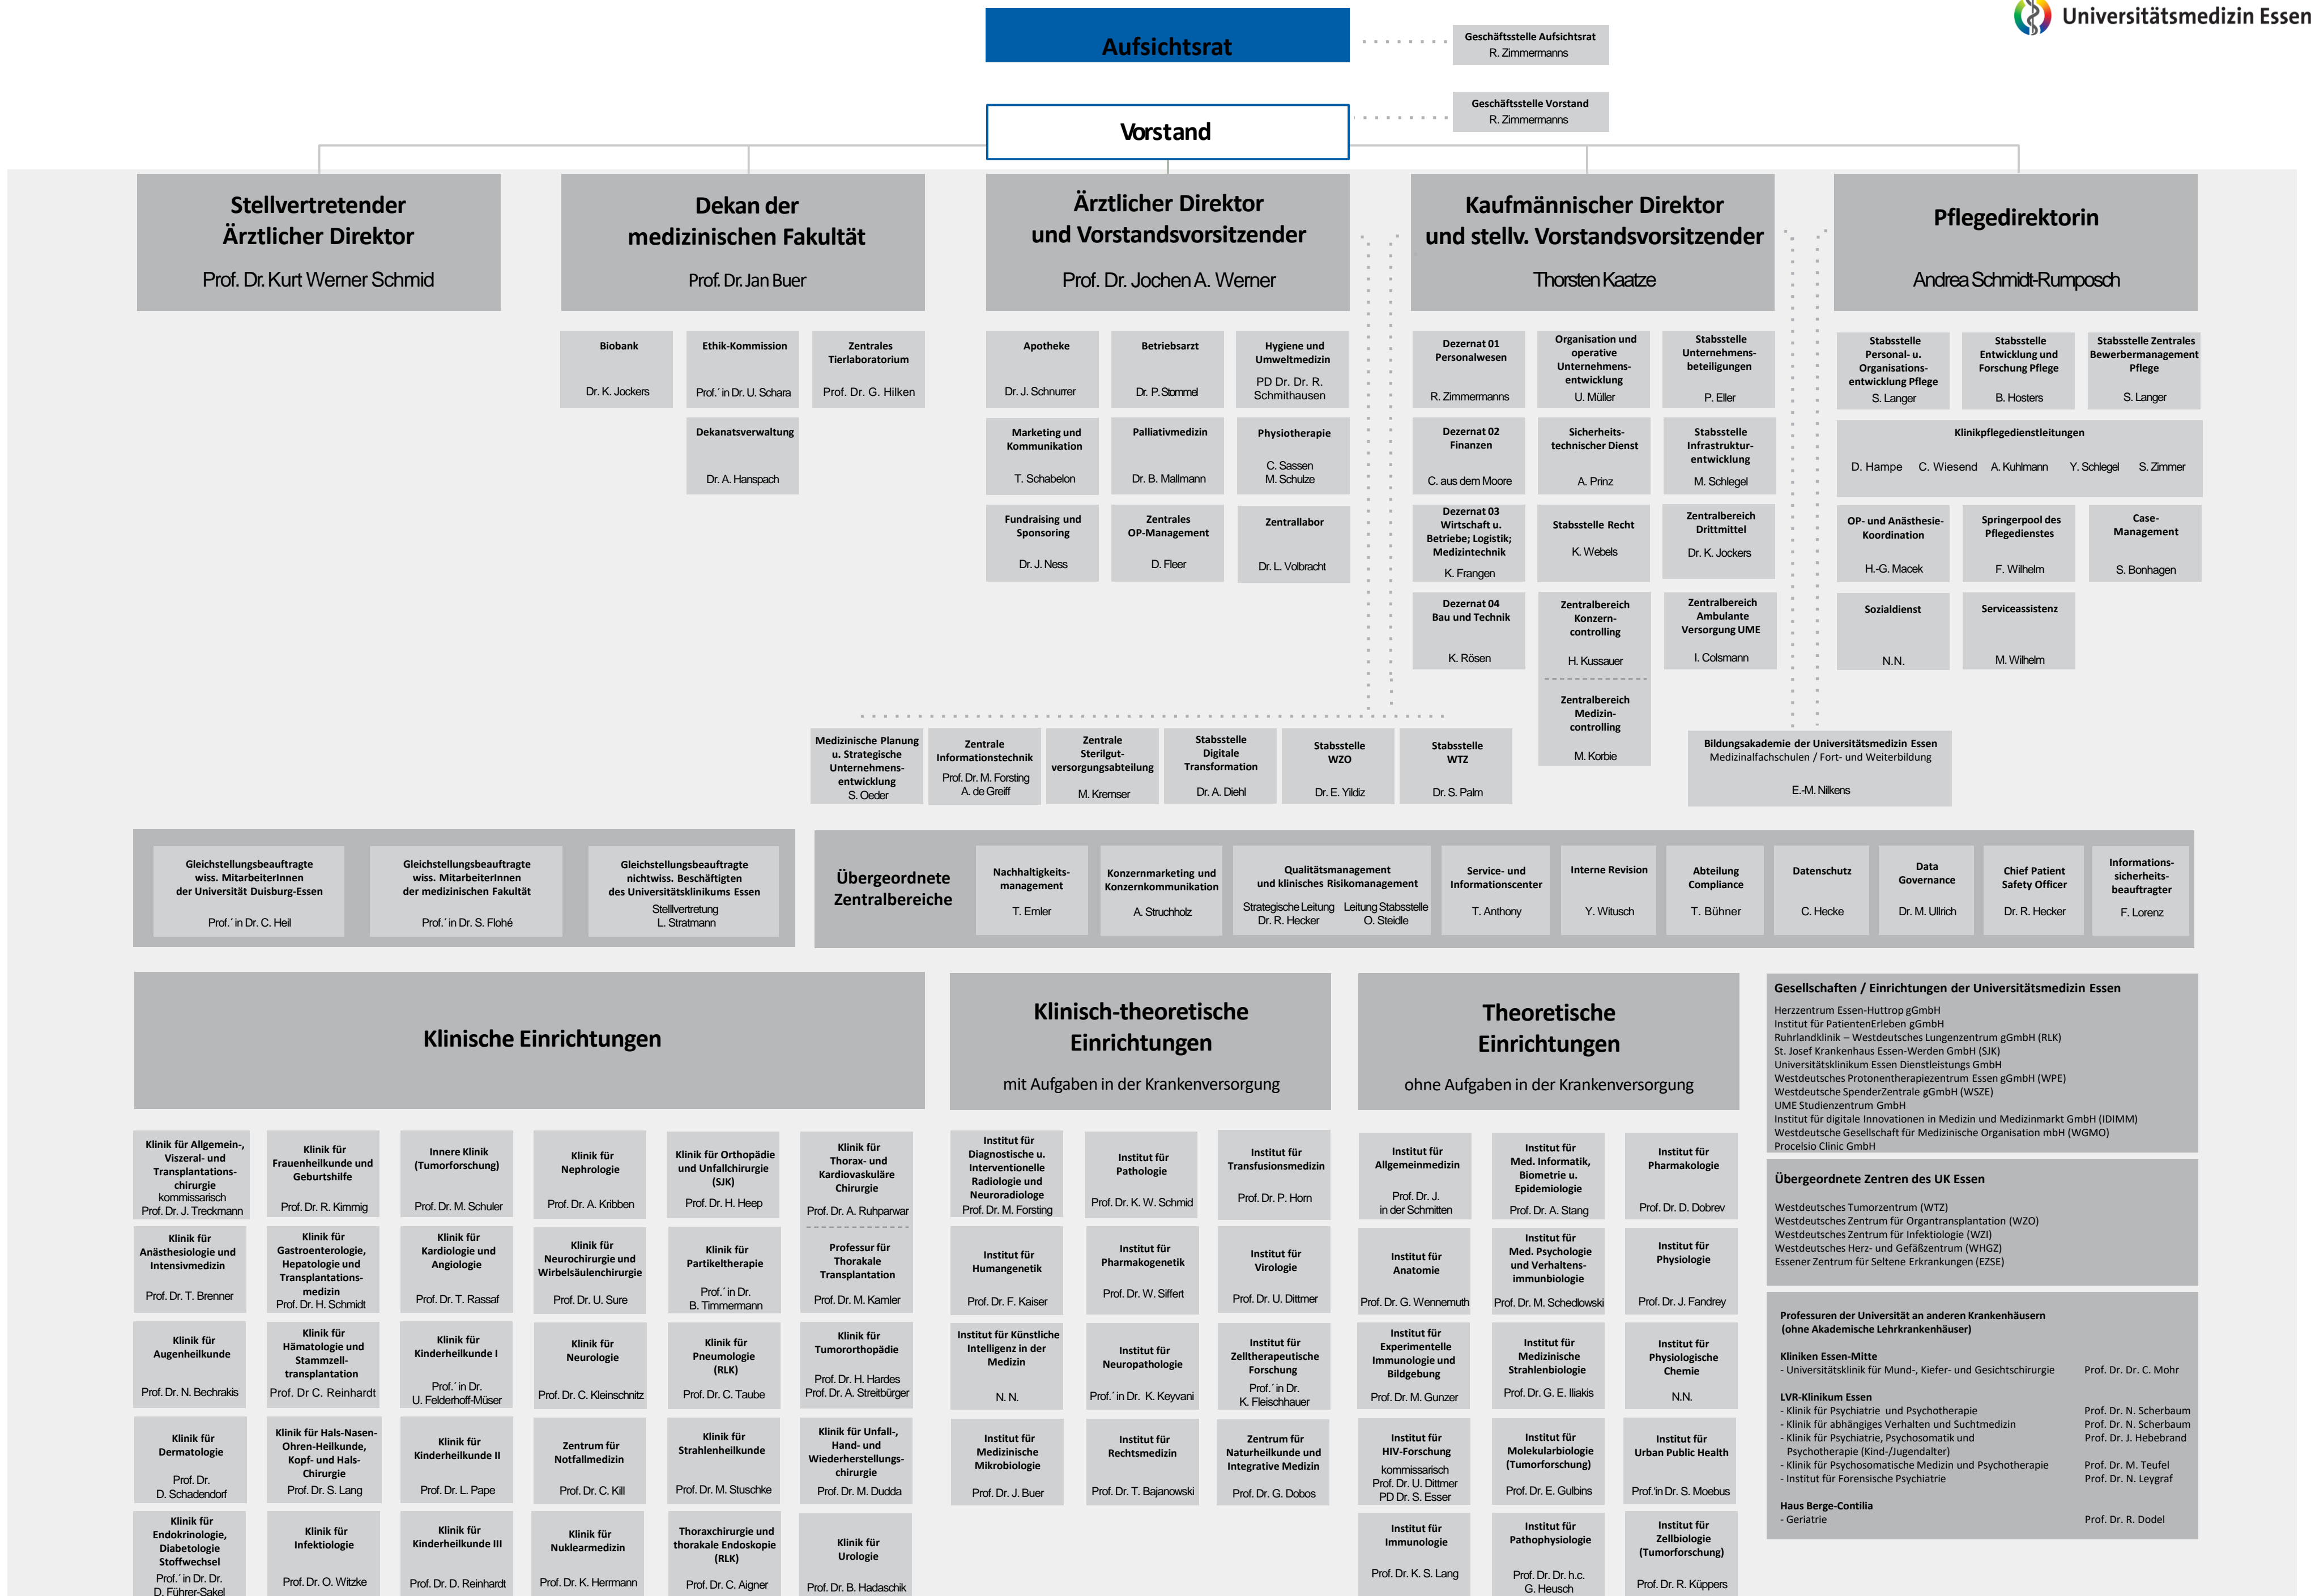 Universitätsmedizin Essen
Aufsichtsrat
Geschäftsstelle Aufsichtsrat
R. Zimmermanns
Vorstand
Geschäftsstelle Vorstand
R. Zimmermanns
Stellvertretender
Ärztlicher Direktor
Prof. Dr. Kurt Werner Schmid
Dekan der
medizinischen Fakultät
Prof. Dr. Jan Buer
Ärztlicher Direktor
und Vorstandsvorsitzender
Prof. Dr. Jochen A. Werner
Kaufmännischer Direktor
und stellv. Vorstandsvorsitzender
Thorsten Kaatze
Pflegedirektorin
Andrea Schmidt-Rumposch
Biobank
Dr. K. Jockers
Ethik-Kommission
Prof.´ in Dr. U. Schara
Zentrales
Tierlaboratorium
Prof. Dr. G. Hilken
Dekanatsverwaltung
Dr. A. Hanspach
Apotheke
Dr. J. Schnurrer
Betriebsarzt
Dr. P. Stommel
Hygiene und
Umweltmedizin
PD Dr. Dr. R.
Schmithausen
Marketing und
Kommunikation
T. Schabelon
Palliativmedizin
Dr. B. Mallmann
Physiotherapie
C. Sassen
M. Schulze
Fundraising und
Sponsoring
Dr. J. Ness
Zentrales
OP-Management
D. Fleer
Zentrallabor
Dr. L. Volbracht
Dezernat 01
Personalwesen
R. Zimmermanns
Organisation und
operative
Unternehmens-
entwicklung
U. Müller
Stabsstelle
Unternehmens-
beteiligungen
P. Eller
Dezernat 02
Finanzen
C. aus dem Moore
Sicherheits-
technischer Dienst
A. Prinz
Stabsstelle
Infrastruktur-
entwicklung
M. Schlegel
Dezernat 03
Wirtschaft u.
Betriebe; Logistik;
Medizintechnik
K. Frangen
Stabsstelle Recht
K. Webels
Zentralbereich
Drittmittel
Dr. K. Jockers
Dezernat 04
Bau und Technik
K. Rösen
Zentralbereich
Konzern-
controlling
H. Kussauer
Zentralbereich
Medizin-
controlling
M. Korbie
Zentralbereich
Ambulante
Versorgung UME
I. Colsmann
Stabsstelle
Personal- u.
Organisations-
entwicklung Pflege
S. Langer
Stabsstelle
Entwicklung und
Forschung Pflege
B. Hosters
Stabsstelle Zentrales
Bewerbermanagement
Pflege
S. Langer
Klinikpflegedienstleitungen
D. Hampe C. Wiesend A. Kuhlmann Y. Schlegel S. Zimmer
OP- und Anästhesie-
Koordination
H.-G. Macek
Springerpool des
Pflegedienstes
F. Wilhelm
Case-
Management
S. Bonhagen
Sozialdienst
N.N.
Serviceassistenz
M. Wilhelm
Medizinische Planung
u. Strategische
Unternehmens-
entwicklung
S. Oeder
Zentrale
Informationstechnik
Prof. Dr. M. Forsting
A. de Greiff
Zentrale
Sterilgut-
versorgungsabteilung
M. Kremser
Stabsstelle
Digitale
Transformation
Dr. A. Diehl
Stabsstelle
WZO
Dr. E. Yildiz
Stabsstelle
WTZ
Dr. S. Palm
Bildungsakademie der Universitätsmedizin Essen
Medizinalfachschulen / Fort- und Weiterbildung
E.-M. Nilkens
Gleichstellungsbeauftragte
wiss. MitarbeiterInnen
der Universität Duisburg-Essen
Prof.´ in Dr. C. Heil
Gleichstellungsbeauftragte
wiss. MitarbeiterInnen
der medizinischen Fakultät
Prof.´ in Dr. S. Flohé
Gleichstellungsbeauftragte
nichtwiss. Beschäftigten
des Universitätsklinikums Essen
Stelllvertretung
L. Stratmann
Übergeordnete
Zentralbereiche
Nachhaltigkeits-
management
T. Emler
Konzernmarketing und
Konzernkommunikation
A. Struchholz
Qualitätsmanagement
und klinisches Risikomanagement
Strategische Leitung Leitung Stabsstelle
Dr. R. Hecker O. Steidle
Service- und
Informationscenter
T. Anthony
Interne Revision
Y. Witusch
Abteilung
Compliance
T. Bühner
Datenschutz
C. Hecke
Data
Governance
Dr. M. Ullrich
Chief Patient
Safety Officer
Dr. R. Hecker
Informations-
sicherheits-
beauftragter
F. Lorenz
Klinische Einrichtungen
Klinisch-theoretische
Einrichtungen
mit Aufgaben in der Krankenversorgung
Theoretische
Einrichtungen
ohne Aufgaben in der Krankenversorgung
Klinik für Allgemein-,
Viszeral- und
Transplantations-
chirurgie
kommissarisch
Prof. Dr. J. Treckmann
Klinik für
Frauenheilkunde und
Geburtshilfe
Prof. Dr. R. Kimmig
Innere Klinik
(Tumorforschung)
Prof. Dr. M. Schuler
Klinik für
Nephrologie
Prof. Dr. A. Kribben
Klinik für Orthopädie
und Unfallchirurgie
(SJK)
Prof. Dr. H. Heep
Klinik für
Thorax- und
Kardiovaskuläre
Chirurgie
Prof. Dr. A. Ruhparwar
Klinik für
Anästhesiologie und
Intensivmedizin
Prof. Dr. T. Brenner
Klinik für
Gastroenterologie,
Hepatologie und
Transplantations-
medizin
Prof. Dr. H. Schmidt
Klinik für
Kardiologie und
Angiologie
Prof. Dr. T. Rassaf
Klinik für
Neurochirurgie und
Wirbelsäulenchirurgie
Prof. Dr. U. Sure
Klinik für
Partikeltherapie
Prof.´ in Dr.
B. Timmermann
Professur für
Thorakale
Transplantation
Prof. Dr. M. Kamler
Klinik für
Augenheilkunde
Prof. Dr. N. Bechrakis
Klinik für
Hämatologie und
Stammzell-
transplantation
Prof. Dr C. Reinhardt
Klinik für
Kinderheilkunde I
Prof.´ in Dr.
U. Felderhoff-Müser
Klinik für
Neurologie
Prof. Dr. C. Kleinschnitz
Klinik für
Pneumologie
(RLK)
Prof. Dr. C. Taube
Klinik für
Tumororthopädie
Prof. Dr. H. Hardes
Prof. Dr. A. Streitbürger
Klinik für
Dermatologie
Prof. Dr.
D. Schadendorf
Klinik für Hals-Nasen-
Ohren-Heilkunde,
Kopf- und Hals-
Chirurgie
Prof. Dr. S. Lang
Klinik für
Kinderheilkunde II
Prof. Dr. L. Pape
Zentrum für
Notfallmedizin
Prof. Dr. C. Kill
Klinik für
Strahlenheilkunde
Prof. Dr. M. Stuschke
Klinik für Unfall-,
Hand- und
Wiederherstellungs-
chirurgie
Prof. Dr. M. Dudda
Klinik für
Endokrinologie,
Diabetologie
Stoffwechsel
Prof.´ in Dr. Dr.
D. Führer-Sakel
Klinik für
Infektiologie
Prof. Dr. O. Witzke
Klinik für
Kinderheilkunde III
Prof. Dr. D. Reinhardt
Klinik für
Nuklearmedizin
Prof. Dr. K. Herrmann
Thoraxchirurgie und
thorakale Endoskopie
(RLK)
Prof. Dr. C. Aigner
Klinik für
Urologie
Prof. Dr. B. Hadaschik
Institut für
Diagnostische u.
Interventionelle
Radiologie und
Neuroradiologe
Prof. Dr. M. Forsting
Institut für
Pathologie
Prof. Dr. K. W. Schmid
Institut für
Transfusionsmedizin
Prof. Dr. P. Horn
Institut für
Humangenetik
Prof. Dr. F. Kaiser
Institut für
Pharmakogenetik
Prof. Dr. W. Siffert
Institut für
Virologie
Prof. Dr. U. Dittmer
Institut für Künstliche
Intelligenz in der
Medizin
N. N.
Institut für
Neuropathologie
Prof.´ in Dr. K. Keyvani
Institut für
Zelltherapeutische
Forschung
Prof.´ in Dr.
K. Fleischhauer
Institut für
Medizinische
Mikrobiologie
Prof. Dr. J. Buer
Institut für
Rechtsmedizin
Prof. Dr. T. Bajanowski
Zentrum für
Naturheilkunde und
Integrative Medizin
Prof. Dr. G. Dobos
Institut für
Allgemeinmedizin
Prof. Dr. J.
in der Schmitten
Institut für
Med. Informatik,
Biometrie u.
Epidemiologie
Prof. Dr. A. Stang
Institut für
Pharmakologie
Prof. Dr. D. Dobrev
Institut für
Anatomie
Prof. Dr. G. Wennemuth
Institut für
Med. Psychologie
und Verhaltens-
immunbiologie
Prof. Dr. M. Schedlowski
Institut für
Physiologie
Prof. Dr. J. Fandrey
Institut für
Experimentelle
Immunologie und
Bildgebung
Prof. Dr. M. Gunzer
Institut für
Medizinische
Strahlenbiologie
Prof. Dr. G. E. Iliakis
Institut für
Physiologische
Chemie
N.N.
Institut für
HIV-Forschung
kommissarisch
Prof. Dr. U. Dittmer
PD Dr. S. Esser
Institut für
Molekularbiologie
(Tumorforschung)
Prof. Dr. E. Gulbins
Institut für
Urban Public Health
Prof.'in Dr. S. Moebus
Institut für
Immunologie
Prof. Dr. K. S. Lang
Institut für
Pathophysiologie
Prof. Dr. Dr. h.c.
G. Heusch
Institut für
Zellbiologie
(Tumorforschung)
Prof. Dr. R. Küppers
Gesellschaften / Einrichtungen der Universitätsmedizin Essen
Herzzentrum Essen-Huttrop gGmbH
Institut für PatientenErleben gGmbH
Ruhrlandklinik – Westdeutsches Lungenzentrum gGmbH (RLK)
St. Josef Krankenhaus Essen-Werden GmbH (SJK)
Universitätsklinikum Essen Dienstleistungs GmbH
Westdeutsches Protonentherapiezentrum Essen gGmbH (WPE)
Westdeutsche SpenderZentrale gGmbH (WSZE)
UME Studienzentrum GmbH
Institut für digitale Innovationen in Medizin und Medizinmarkt GmbH (IDIMM)
Westdeutsche Gesellschaft für Medizinische Organisation mbH (WGMO)
Procelsio Clinic GmbH
Übergeordnete Zentren des UK Essen
Westdeutsches Tumorzentrum (WTZ)
Westdeutsches Zentrum für Organtransplantation (WZO)
Westdeutsches Zentrum für Infektiologie (WZI)
Westdeutsches Herz- und Gefäßzentrum (WHGZ)
Essener Zentrum für Seltene Erkrankungen (EZSE)
Professuren der Universität an anderen Krankenhäusern
(ohne Akademische Lehrkrankenhäuser)
Kliniken Essen-Mitte
- Universitätsklinik für Mund-, Kiefer- und Gesichtschirurgie Prof. Dr. Dr. C. Mohr
LVR-Klinikum Essen
- Klinik für Psychiatrie und Psychotherapie Prof. Dr. N. Scherbaum
- Klinik für abhängiges Verhalten und Suchtmedizin Prof. Dr. N. Scherbaum
- Klinik für Psychiatrie, Psychosomatik und Prof. Dr. J. Hebebrand
Psychotherapie (Kind-/Jugendalter)
- Klinik für Psychosomatische Medizin und Psychotherapie Prof. Dr. M. Teufel
- Institut für Forensische Psychiatrie Prof. Dr. N. Leygraf
Haus Berge-Contilia
- Geriatrie Prof. Dr. R. Dodel